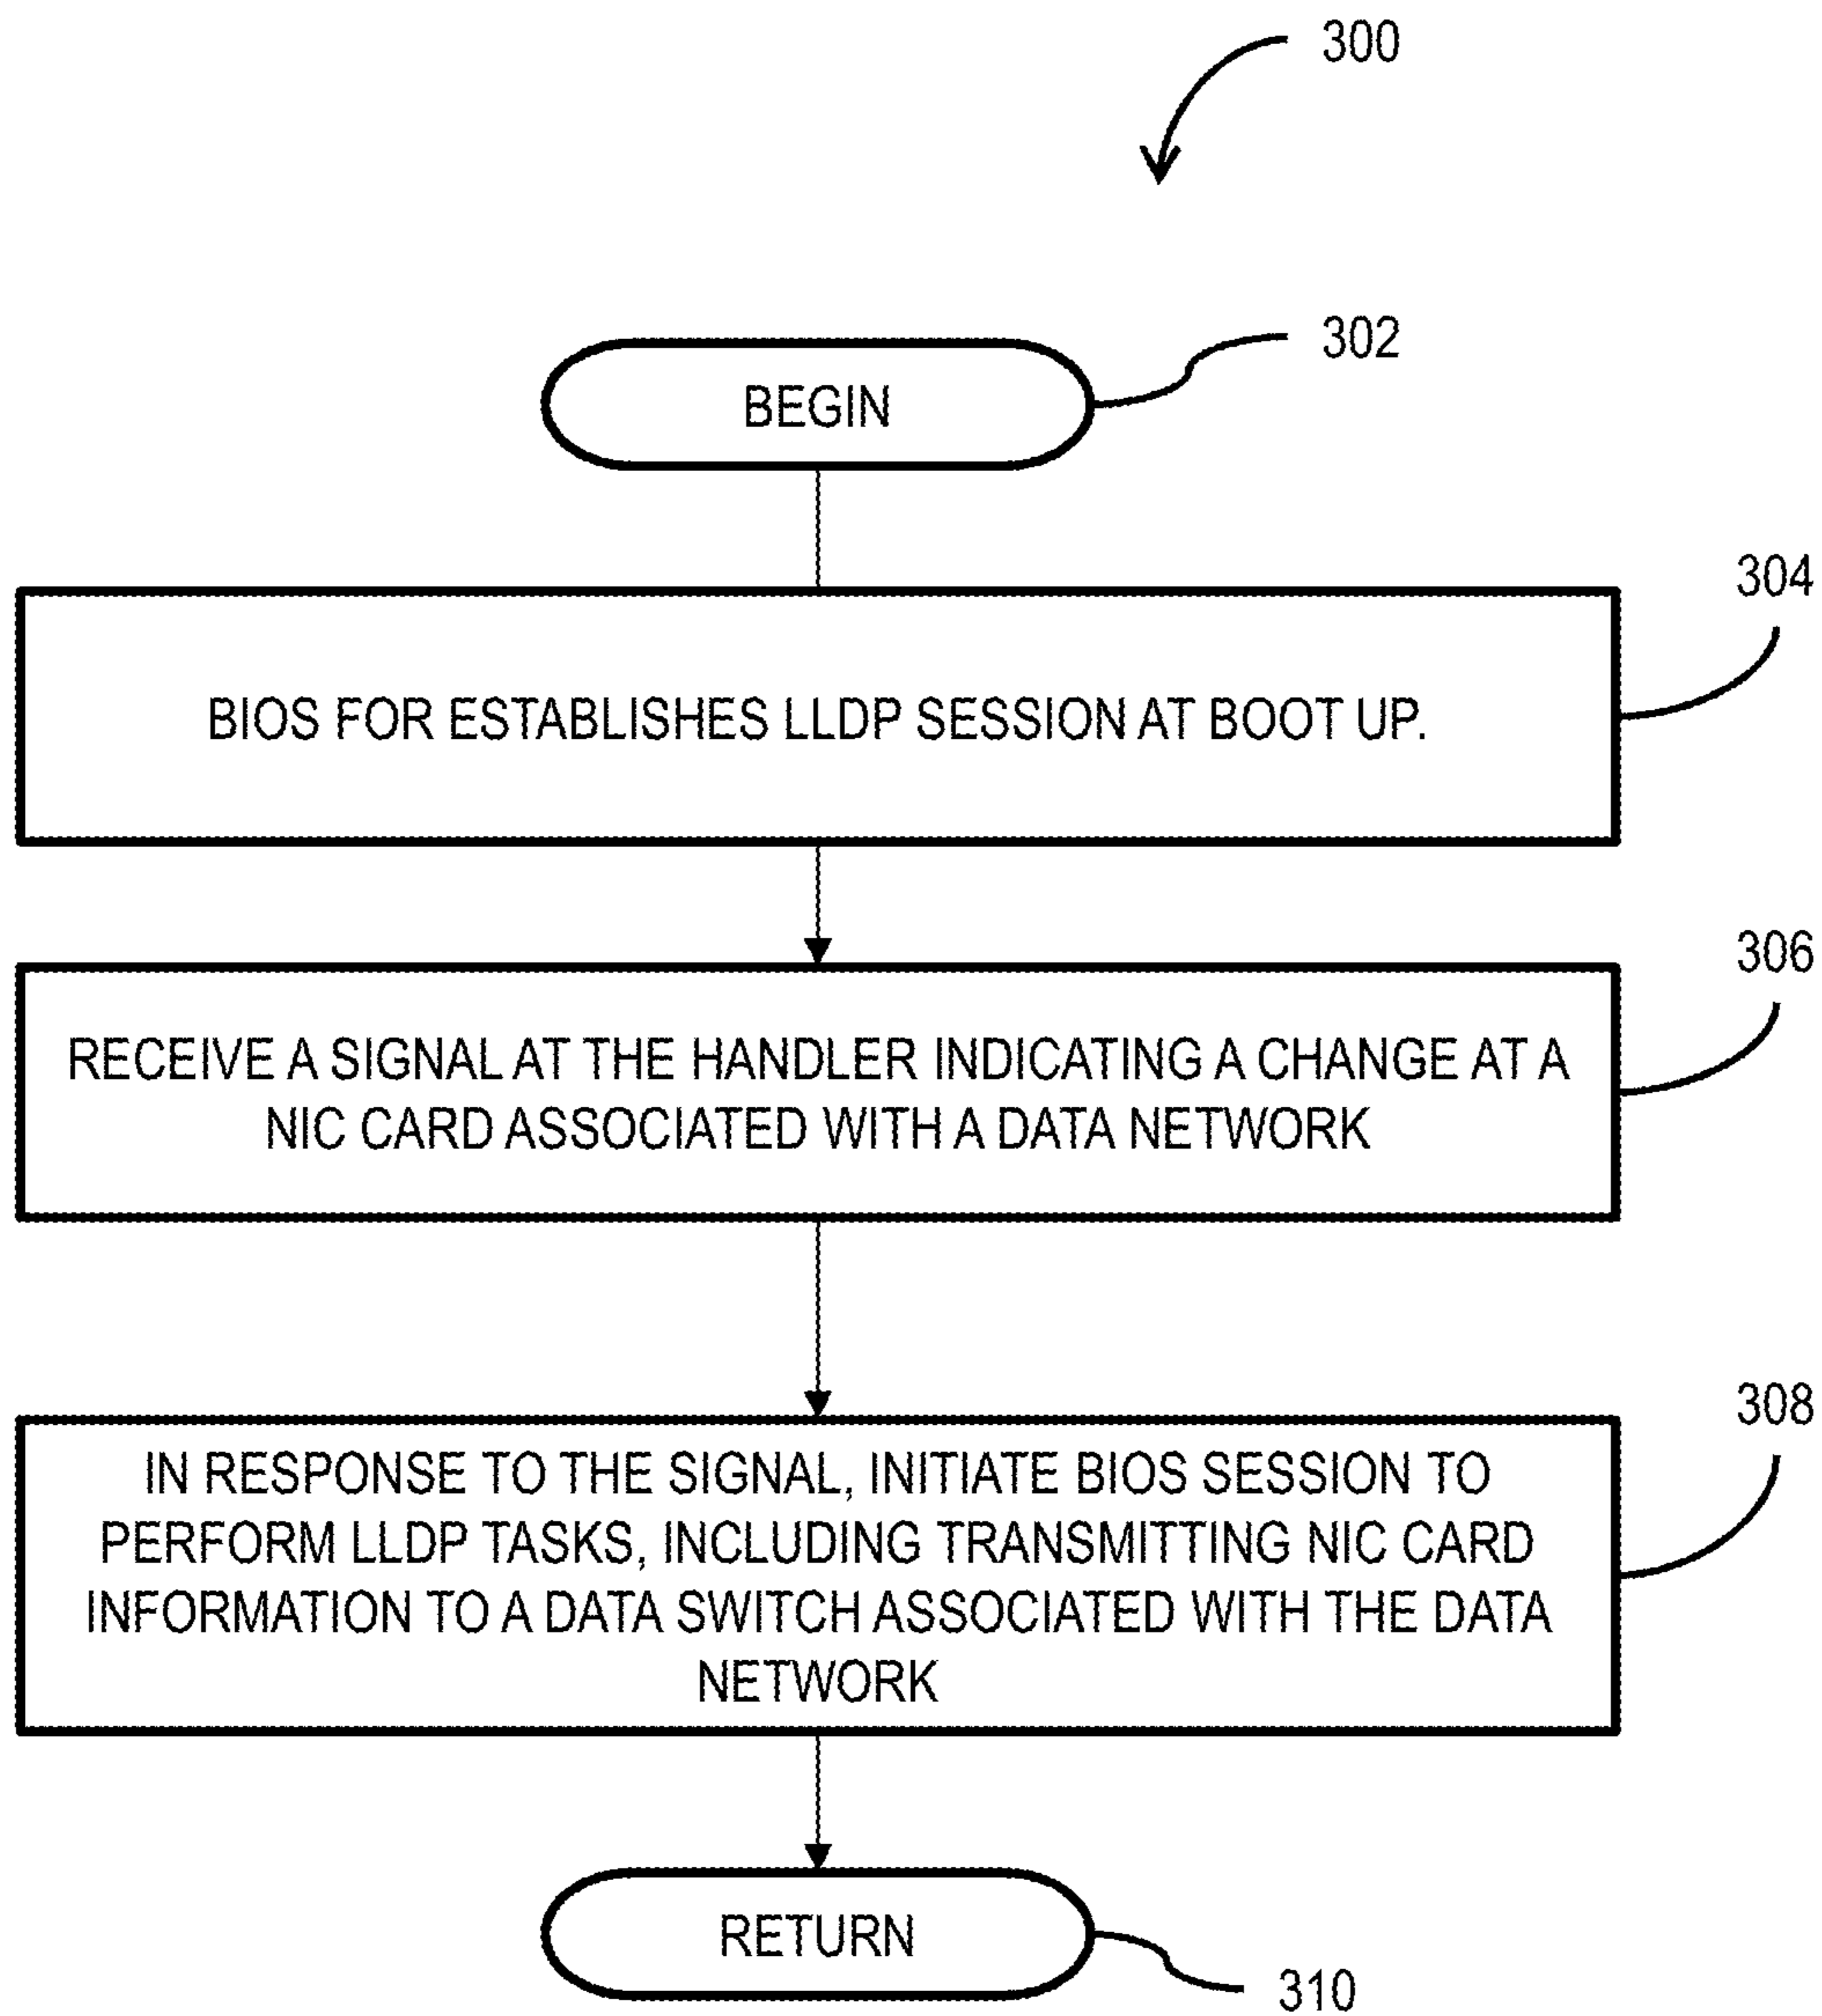 300
302
BEGIN
304
BIOS FOR ESTABLISHES LLDP SESSION AT BOOT UP.
306
RECEIVE A SIGNAL AT THE HANDLER INDICATING A CHANGE AT A
NIC CARD ASSOCIATED WITH A DATA NETWORK
308
IN RESPONSE TO THE SIGNAL, INITIATE BIOS SESSION TO
PERFORM LLDP TASKS, INCLUDING TRANSMITTING NIC CARD
INFORMATION TO A DATA SWITCH ASSOCIATED WITH THE DATA
NETWORK
RETURN
310